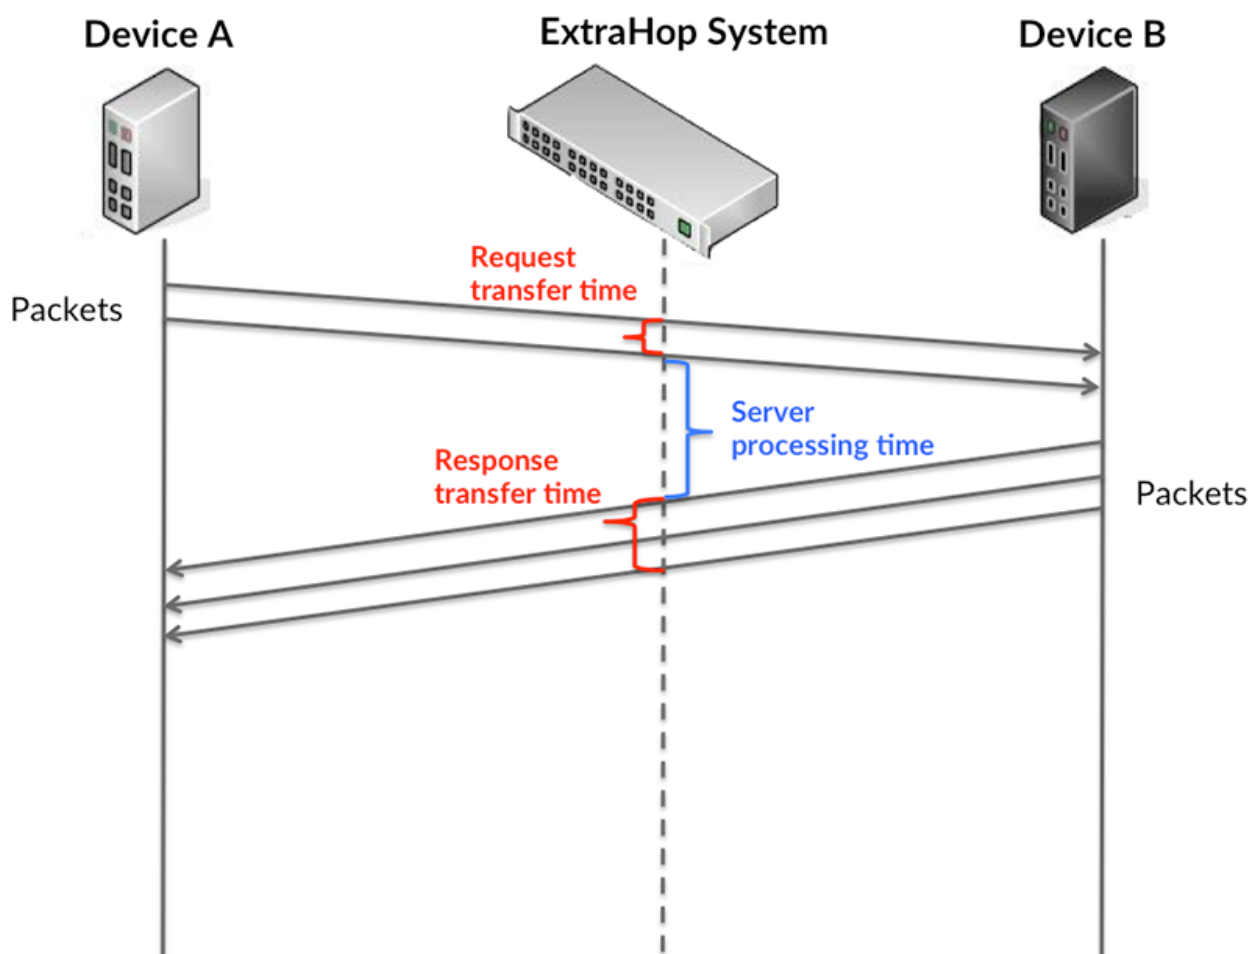 Device A
ExtraHop System
Device B
Request
transfer time
Packets
Server
processing time
Response
transfer time
Packets